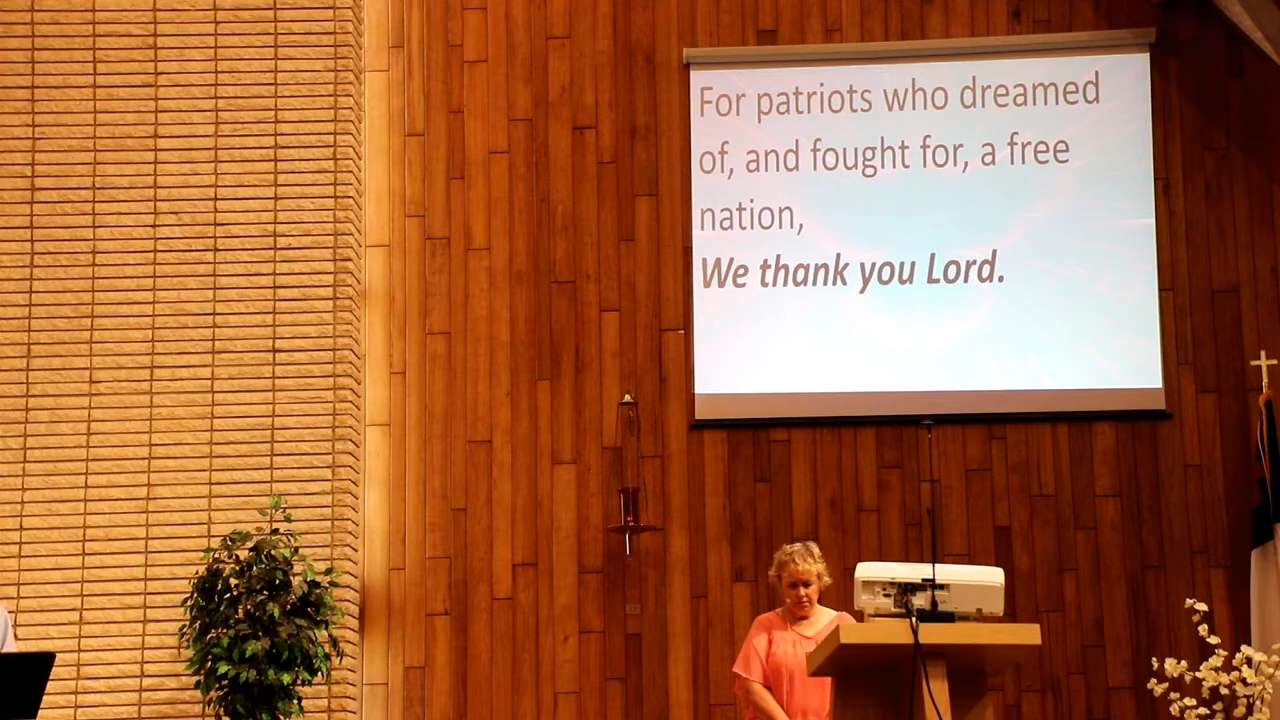 For patriots who dreamed
of, and fought for, a free
nation,
We thank you Lord.